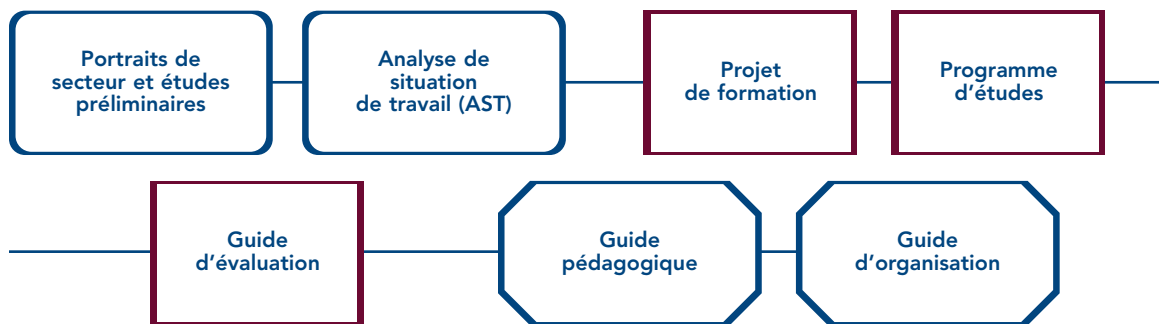 Portraits de
secteur et études
préliminaires
Analyse de
situation
de travail (AST)
Projet
de formation
Programme
d’études
Guide
d’évaluation
Guide
pédagogique
Guide
d’organisation